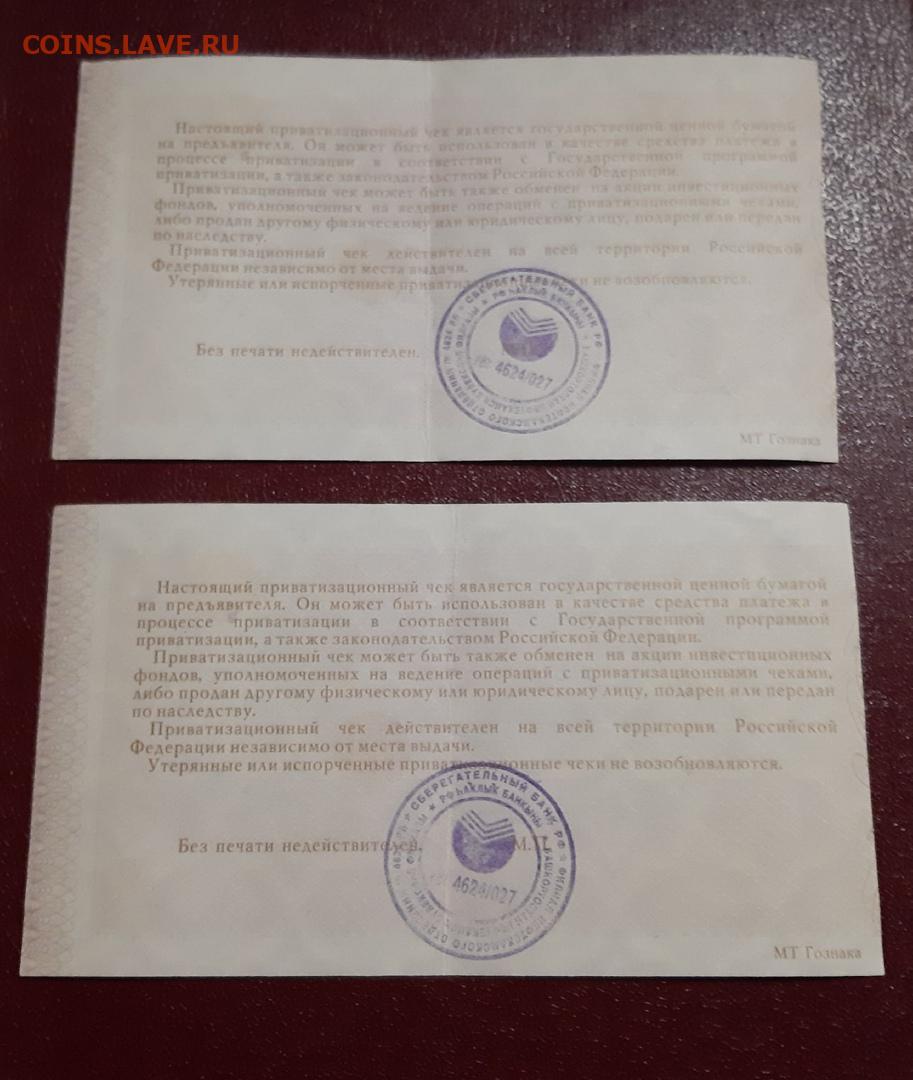 COINS.LAVE.RU
Настоящий приватизационный чек является государственной ценной бумагой
на предъявителя. Он может быть использован в качестве средства платежа в
процессе приватизации в соответствии с Государственной программой
приватизации, а также законодательством Российской Федерации.
Приватизационный чек может быть также обменен на акции инвестиционных
фондов, уполномоченных на ведение операций с приватизационными чеками,
либо продан другому физическому или юридическому лицу, подарен или передан
по наследству.
Приватизационный чек действителен на всей территории Российской
Федерации независимо от места выдачи.
Утерянные или испорченные чеки не возобновляются.
СБЕРЕГАТЕЛЬНЫЙ БАНК РФ
4624/027
Без печати недействителен.
МТ Гознака
Настоящий приватизационный чек является государственной ценной бумагой
на предъявителя. Он может быть использован в качестве средства платежа в
процессе приватизации в соответствии с Государственной программой
приватизации, а также законодательством Российской Федерации.
Приватизационный чек может быть также обменен на акции инвестиционных
фондов, уполномоченных на ведение операций с приватизационными чеками,
либо продан другому физическому или юридическому лицу, подарен или передан
по наследству.
Приватизационный чек действителен на всей территории Российской
Федерации независимо от места выдачи.
Утерянные или испорченные приватизационные чеки не возобновляются.
СБЕРЕГАТЕЛЬНЫЙ БАНК РФ
РФ ҺАҠЛЫҠ БАНКЫНЫҢ
4624/027
Без печати недействителен. М.П.
МТ Гознака